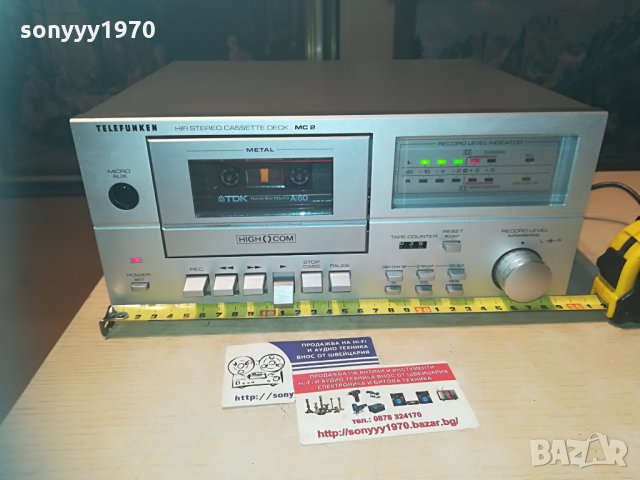 sonyyy1970
TELEFUNKEN
HIFI STEREO CASSETTE DECK MC 2
METAL
RECORD LEVEL INDICATOR
MICRO
AUX.
TDK
A60
HIGH COM
TAPE COUNTER
RESET
RECORD LEVEL
L
R
POWER
REC.
STOP
CASS.
PAUSE
ПРОДАЖБА НА Hi-Fi
И АУДИО ТЕХНИКА
ВНОС ОТ ШВЕЙЦАРИЯ
ПРОДАЖБА НА АНТИКИ И ИНСТУМЕНТИ
Hi-Fi И АУДИО ТЕХНИКА ВНОС ОТ ШВЕЙЦАРИЯ
ЕЛЕКТРОНИКА И БИТОВА ТЕХНИКА
тел.: 0878 324170
http://sonyyy1970.bazar.bg/
bazar